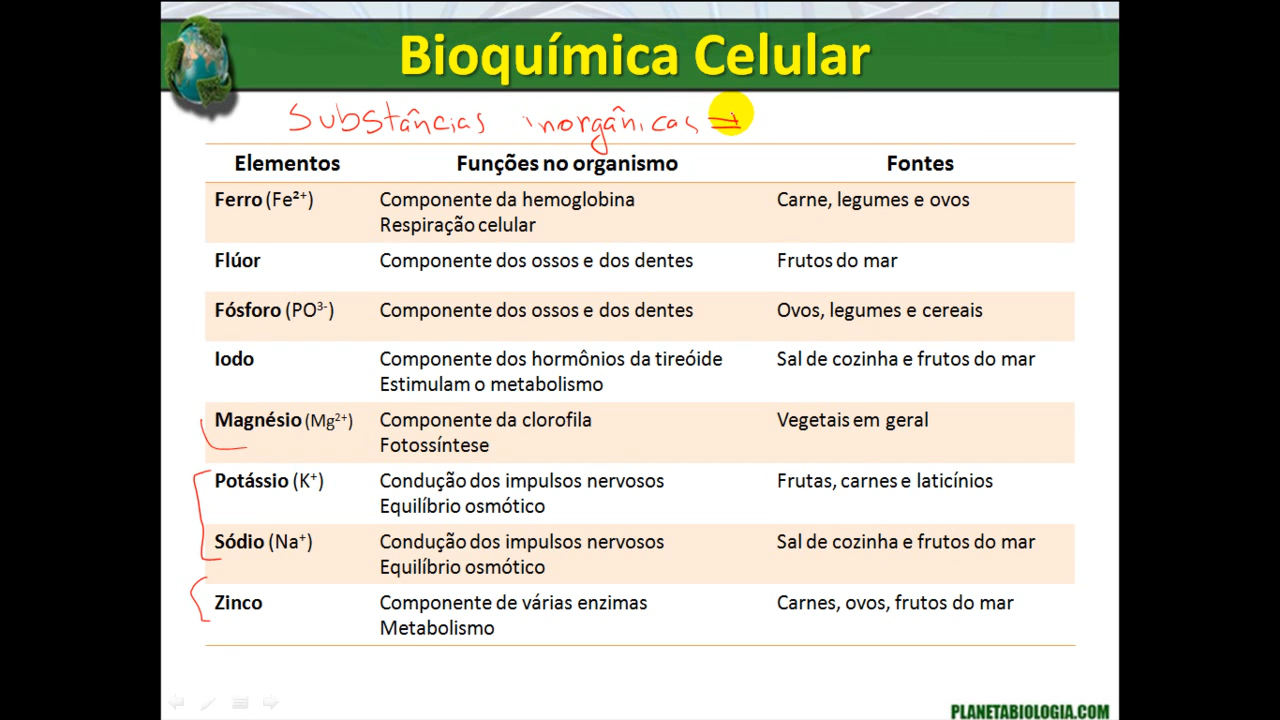 Bioquímica Celular
Substâncias inorgânicas ⇒
Elementos Funções no organismo Fontes
Ferro (Fe²⁺) Componente da hemoglobina Carne, legumes e ovos
Respiração celular
Flúor Componente dos ossos e dos dentes Frutos do mar
Fósforo (PO³⁻) Componente dos ossos e dos dentes Ovos, legumes e cereais
Iodo Componente dos hormônios da tireóide Sal de cozinha e frutos do mar
Estimulam o metabolismo
Magnésio (Mg²⁺) Componente da clorofila Vegetais em geral
Fotossíntese
Potássio (K⁺) Condução dos impulsos nervosos Frutas, carnes e laticínios
Equilíbrio osmótico
Sódio (Na⁺) Condução dos impulsos nervosos Sal de cozinha e frutos do mar
Equilíbrio osmótico
Zinco Componente de várias enzimas Carnes, ovos, frutos do mar
Metabolismo
PLANETABIOLOGIA.COM